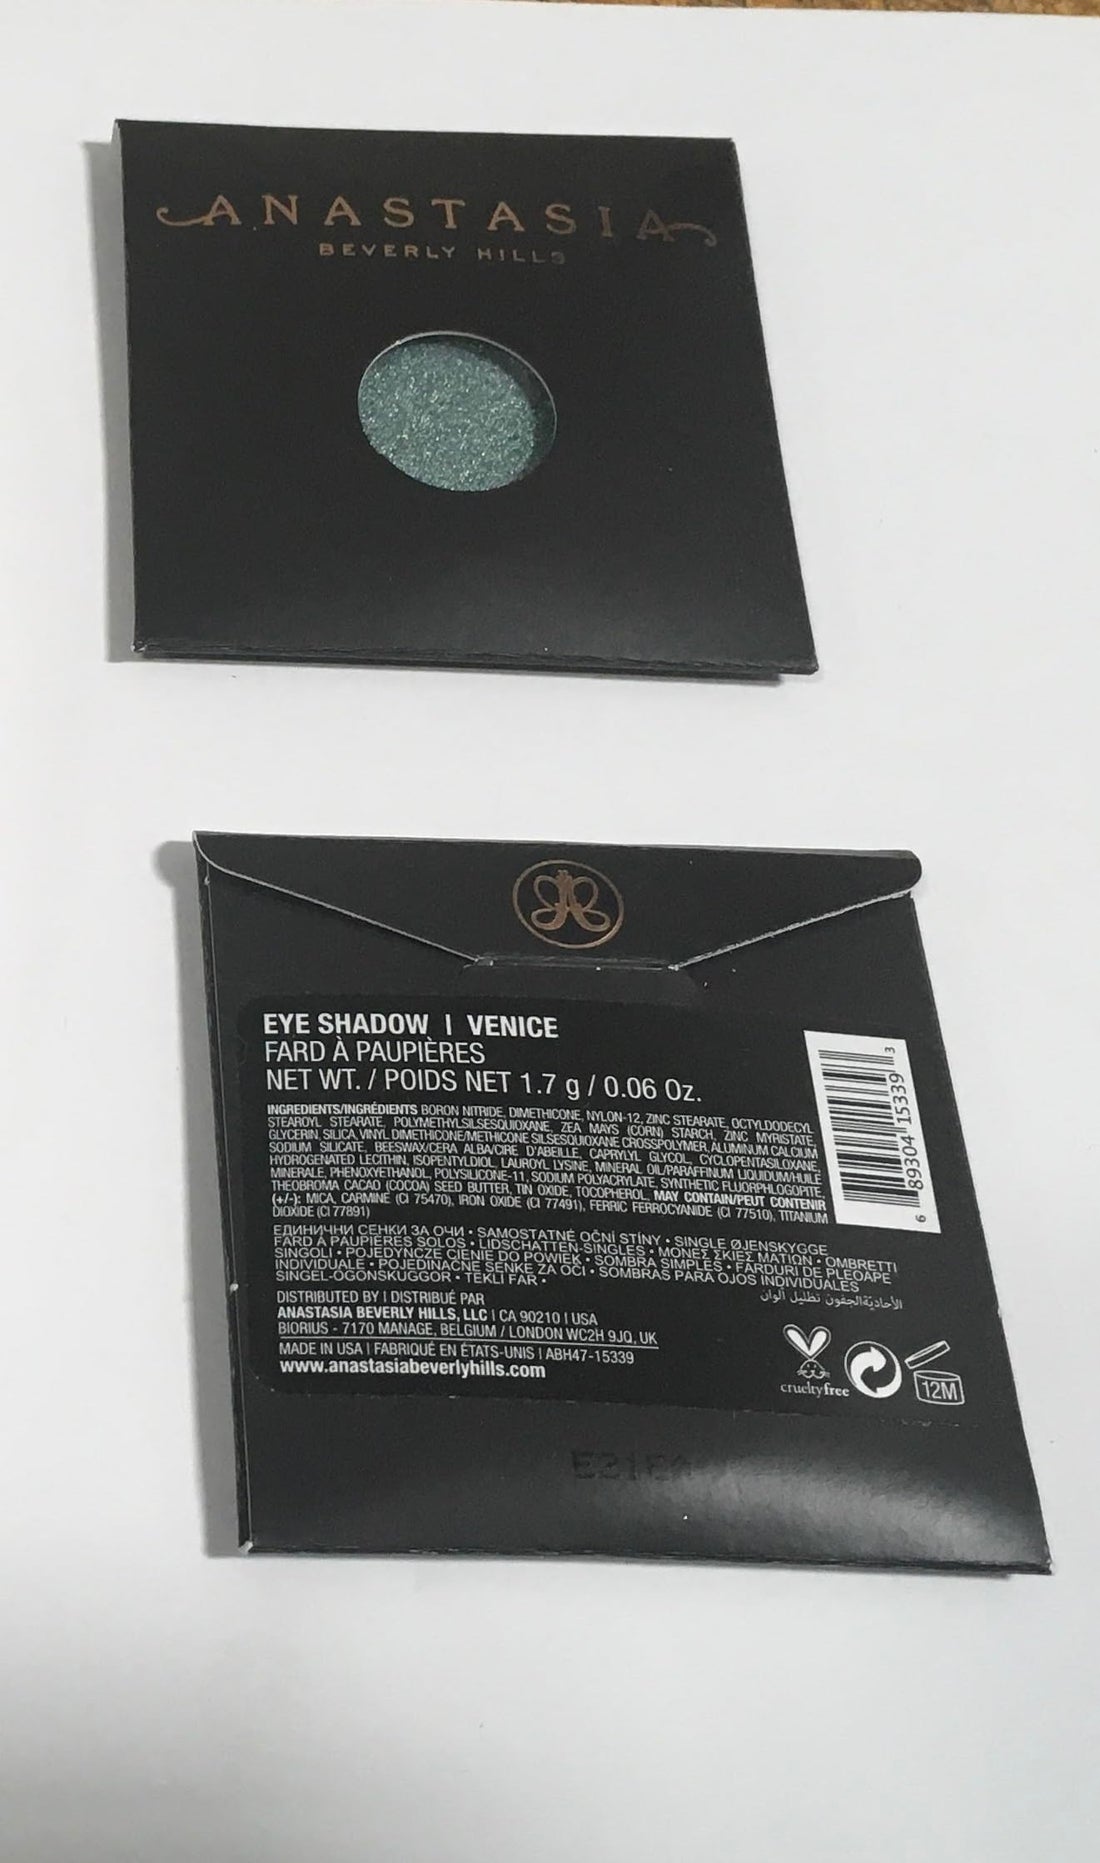 ANASTASIA
BEVERLY HILLS
EYE SHADOW | VENICE
FARD À PAUPIÈRES
NET WT. / POIDS NET 1.7 g / 0.06 Oz.
INGREDIENTS/INGRÉDIENTS BORON NITRIDE, DIMETHICONE, NYLON-12, ZINC STEARATE, OCTYLDODECYL
STEAROYL STEARATE, POLYMETHYLSILSESQUIOXANE, ZEA MAYS (CORN) STARCH, ZINC MYRISTATE,
GLYCERIN, SILICA, VINYL DIMETHICONE/METHICONE SILSESQUIOXANE CROSSPOLYMER, ALUMINUM CALCIUM
SODIUM SILICATE, BEESWAX/CERA ALBA/CIRE D'ABEILLE, CAPRYLYL GLYCOL, CYCLOPENTASILOXANE,
HYDROGENATED LECITHIN, ISOPENTYLDIOL, LAUROYL LYSINE, MINERAL OIL/PARAFFINUM LIQUIDUM/HUILE
MINERALE, PHENOXYETHANOL, POLYSILICONE-11, SODIUM POLYACRYLATE, SYNTHETIC FLUORPHLOGOPITE,
THEOBROMA CACAO (COCOA) SEED BUTTER, TIN OXIDE, TOCOPHEROL, MAY CONTAIN/PEUT CONTENIR
(+/-): MICA, CARMINE (CI 75470), IRON OXIDE (CI 77491), FERRIC FERROCYANIDE (CI 77510), TITANIUM
DIOXIDE (CI 77891)
ЕДИНИЧНИ СЕНКИ ЗА ОЧИ • SAMOSTATNÉ OČNÍ STÍNY • SINGLE ØJENSKYGGE
FARD À PAUPIÈRES SOLOS • LIDSCHATTEN-SINGLES • ΜΟΝΕΣ ΣΚΙΕΣ ΜΑΤΙΩΝ • OMBRETTI
SINGOLI • POJEDYNCZE CIENIE DO POWIEK • SOMBRA SIMPLES • FARDURI DE PLEOAPE
INDIVIDUALE • POJEDINAČNE SENKE ZA OČI • SOMBRAS PARA OJOS INDIVIDUALES
SINGEL-ÖGONSKUGGOR • TEKLI FAR •
الأحادية الجفون تظليل ألوان
DISTRIBUTED BY | DISTRIBUÉ PAR
ANASTASIA BEVERLY HILLS, LLC | CA 90210 | USA
BIORIUS - 7170 MANAGE, BELGIUM / LONDON WC2H 9JQ, UK
MADE IN USA | FABRIQUÉ EN ÉTATS-UNIS | ABH47-15339
www.anastasiabeverlyhills.com
6 89304 15339 3
crueltyfree
12M